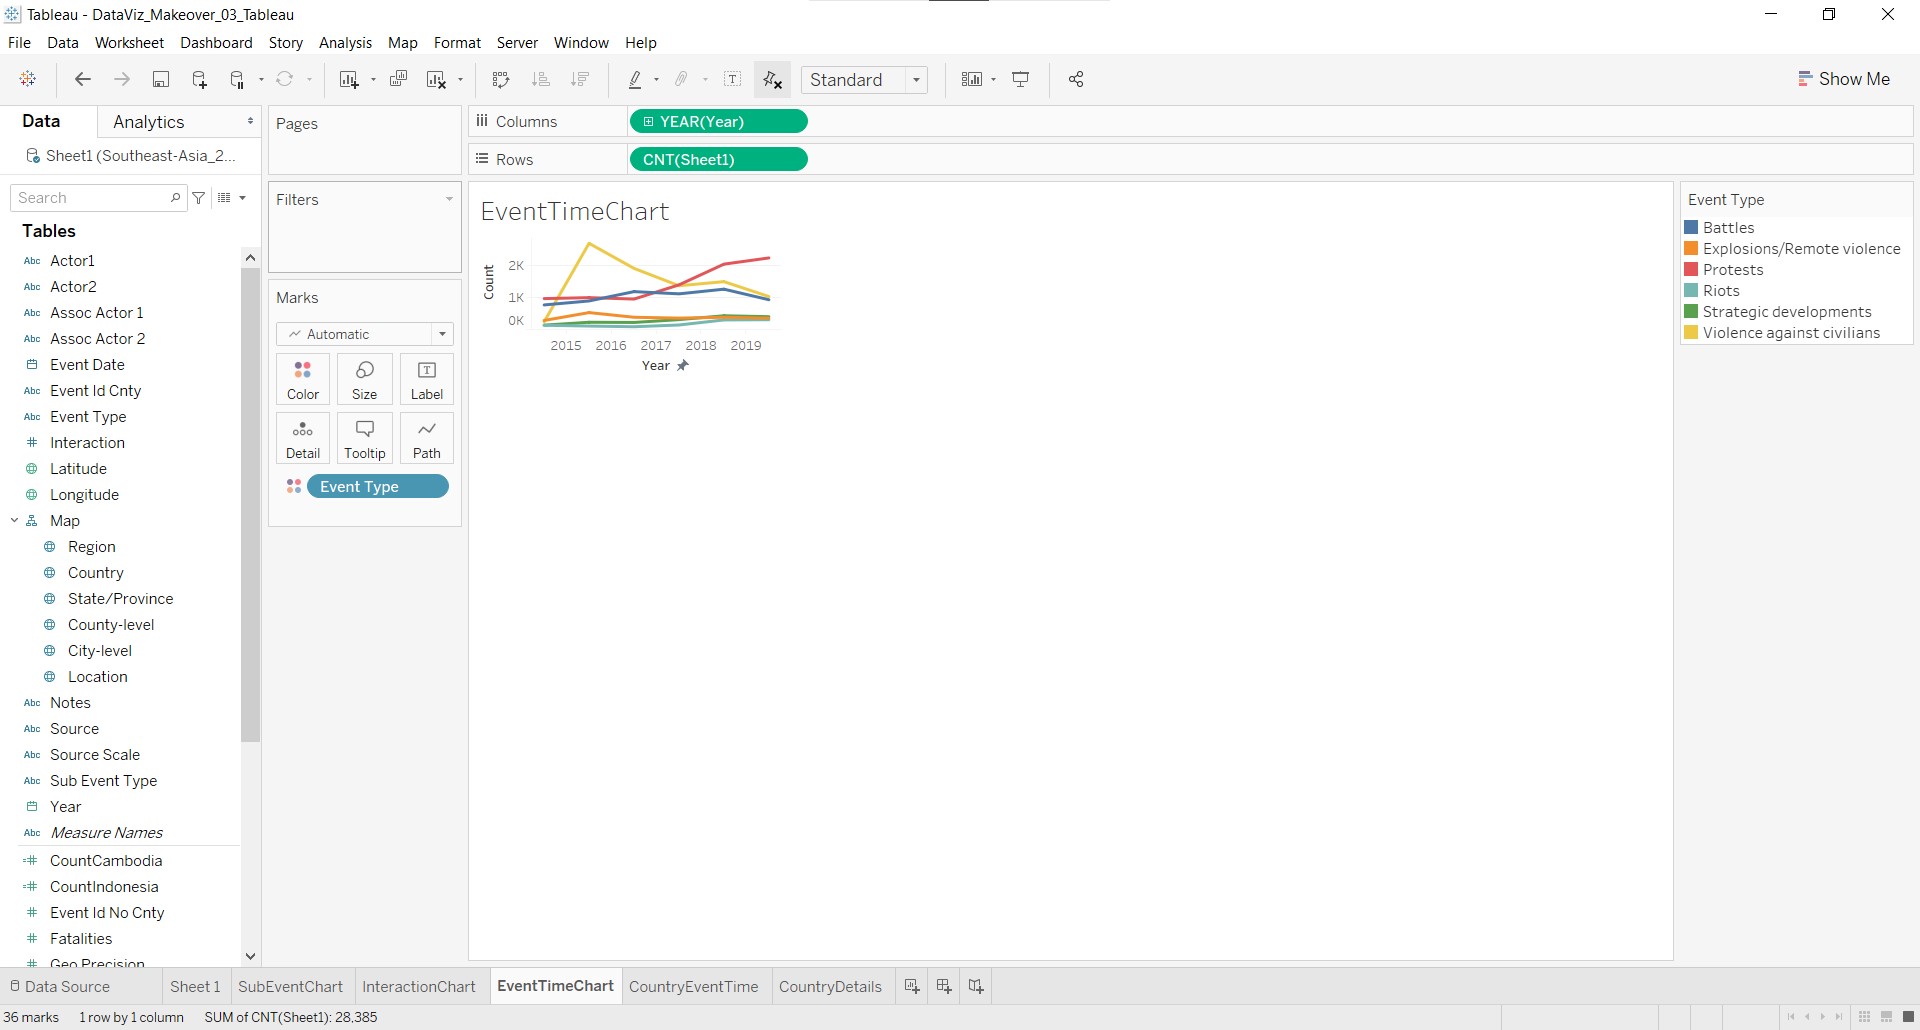 Tableau - DataViz_Makeover_03_Tableau
File Data Worksheet Dashboard Story Analysis Map Format Server Window Help
Standard
Show Me
Data Analytics
Sheet1 (Southeast-Asia_2...
Search
Tables
Abc Actor1
Abc Actor2
Abc Assoc Actor 1
Abc Assoc Actor 2
Event Date
Abc Event Id Cnty
Abc Event Type
# Interaction
Latitude
Longitude
Map
Region
Country
State/Province
County-level
City-level
Location
Abc Notes
Abc Source
Abc Source Scale
Abc Sub Event Type
Year
Abc Measure Names
=# CountCambodia
=# CountIndonesia
# Event Id No Cnty
# Fatalities
# Geo Precision
Pages
Filters
Marks
Automatic
Color Size Label
Detail Tooltip Path
Event Type
Columns YEAR(Year)
Rows CNT(Sheet1)
EventTimeChart
Count
2K
1K
0K
2015 2016 2017 2018 2019
Year
Event Type
Battles
Explosions/Remote violence
Protests
Riots
Strategic developments
Violence against civilians
Data Source Sheet 1 SubEventChart InteractionChart EventTimeChart CountryEventTime CountryDetails
36 marks 1 row by 1 column SUM of CNT(Sheet1): 28,385